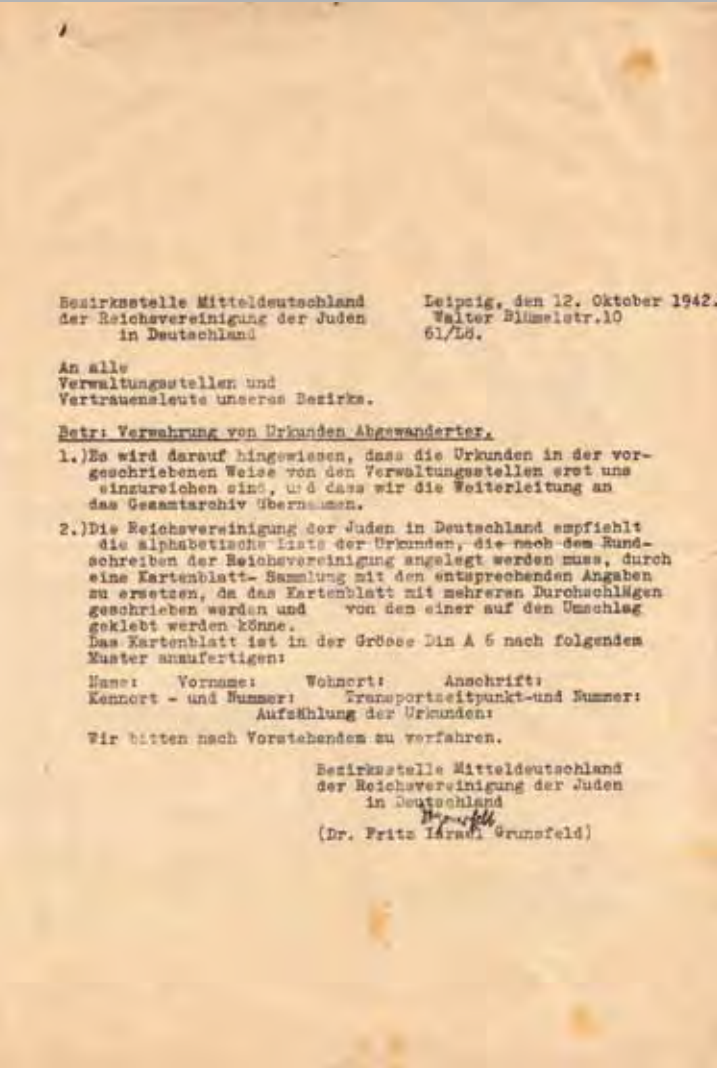 Bezirksstelle Mitteldeutschland
der Reichsvereinigung der Juden
in Deutschland
Leipzig, den 12. Oktober 1942.
Walter Blümelstr.10
61/Lö.
An alle
Verwaltungsstellen und
Vertrauensleute unseres Bezirks.
Betr: Verwahrung von Urkunden Abgewanderter.
1.)Es wird darauf hingewiesen, dass die Urkunden in der vor-
geschriebenen Weise von den Verwaltungsstellen erst uns
einzureichen sind, und dass wir die Weiterleitung an
das Gesamtarchiv übernehmen.
2.)Die Reichsvereinigung der Juden in Deutschland empfiehlt
die alphabetische Liste der Urkunden, die nach dem Rund-
schreiben der Reichsvereinigung angelegt werden muss, durch
eine Kartenblatt- Sammlung mit den entsprechenden Angaben
zu ersetzen, da das Kartenblatt mit mehreren Durchschlägen
geschrieben werden und von den einer auf den Umschlag
geklebt werden könne.
Das Kartenblatt ist in der Grösse Din A 6 nach folgendem
Muster anzufertigen:
Name: Vorname: Wohnort: Anschrift:
Kennort - und Nummer: Transportzeitpunkt-und Nummer:
Aufzählung der Urkunden:
Wir bitten nach Vorstehendem zu verfahren.
Bezirksstelle Mitteldeutschland
der Reichsvereinigung der Juden
in Deutschland
(Dr. Fritz Israel Grunsfeld)